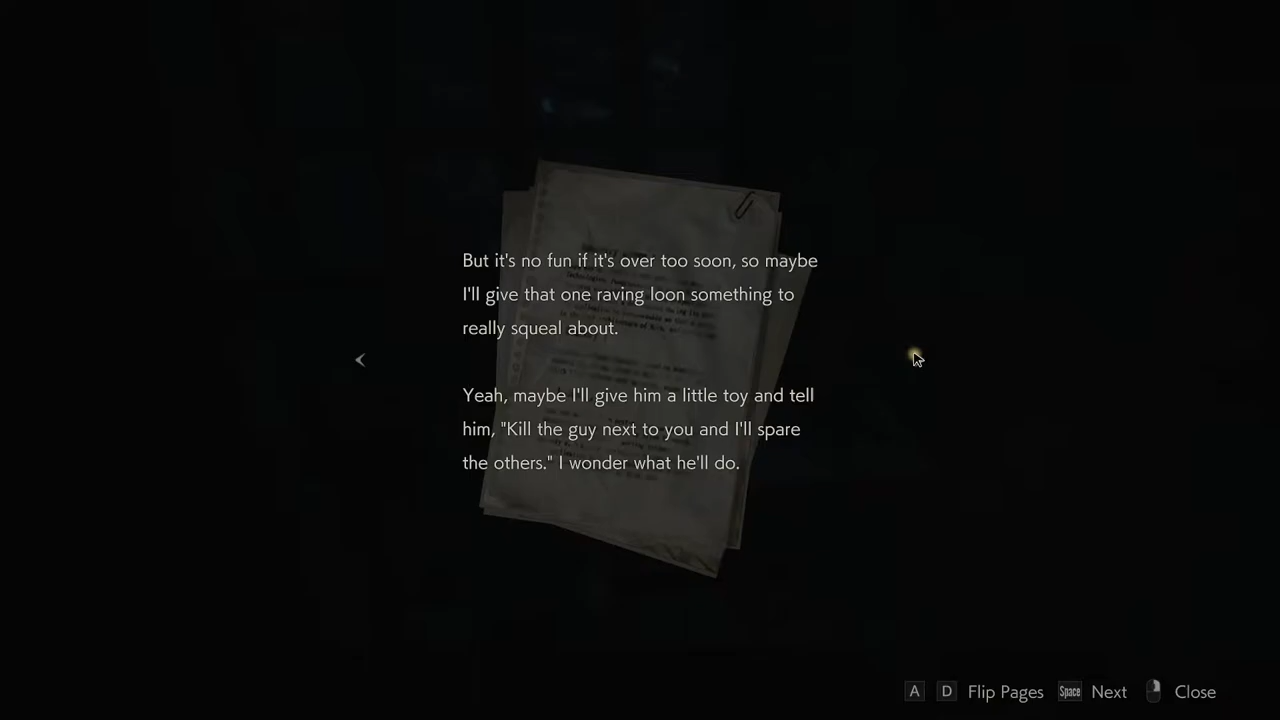 But it's no fun if it's over too soon, so maybe
I'll give that one raving loon something to
really squeal about.
Yeah, maybe I'll give him a little toy and tell
him, "Kill the guy next to you and I'll spare
the others." I wonder what he'll do.
A D Flip Pages Space Next Close